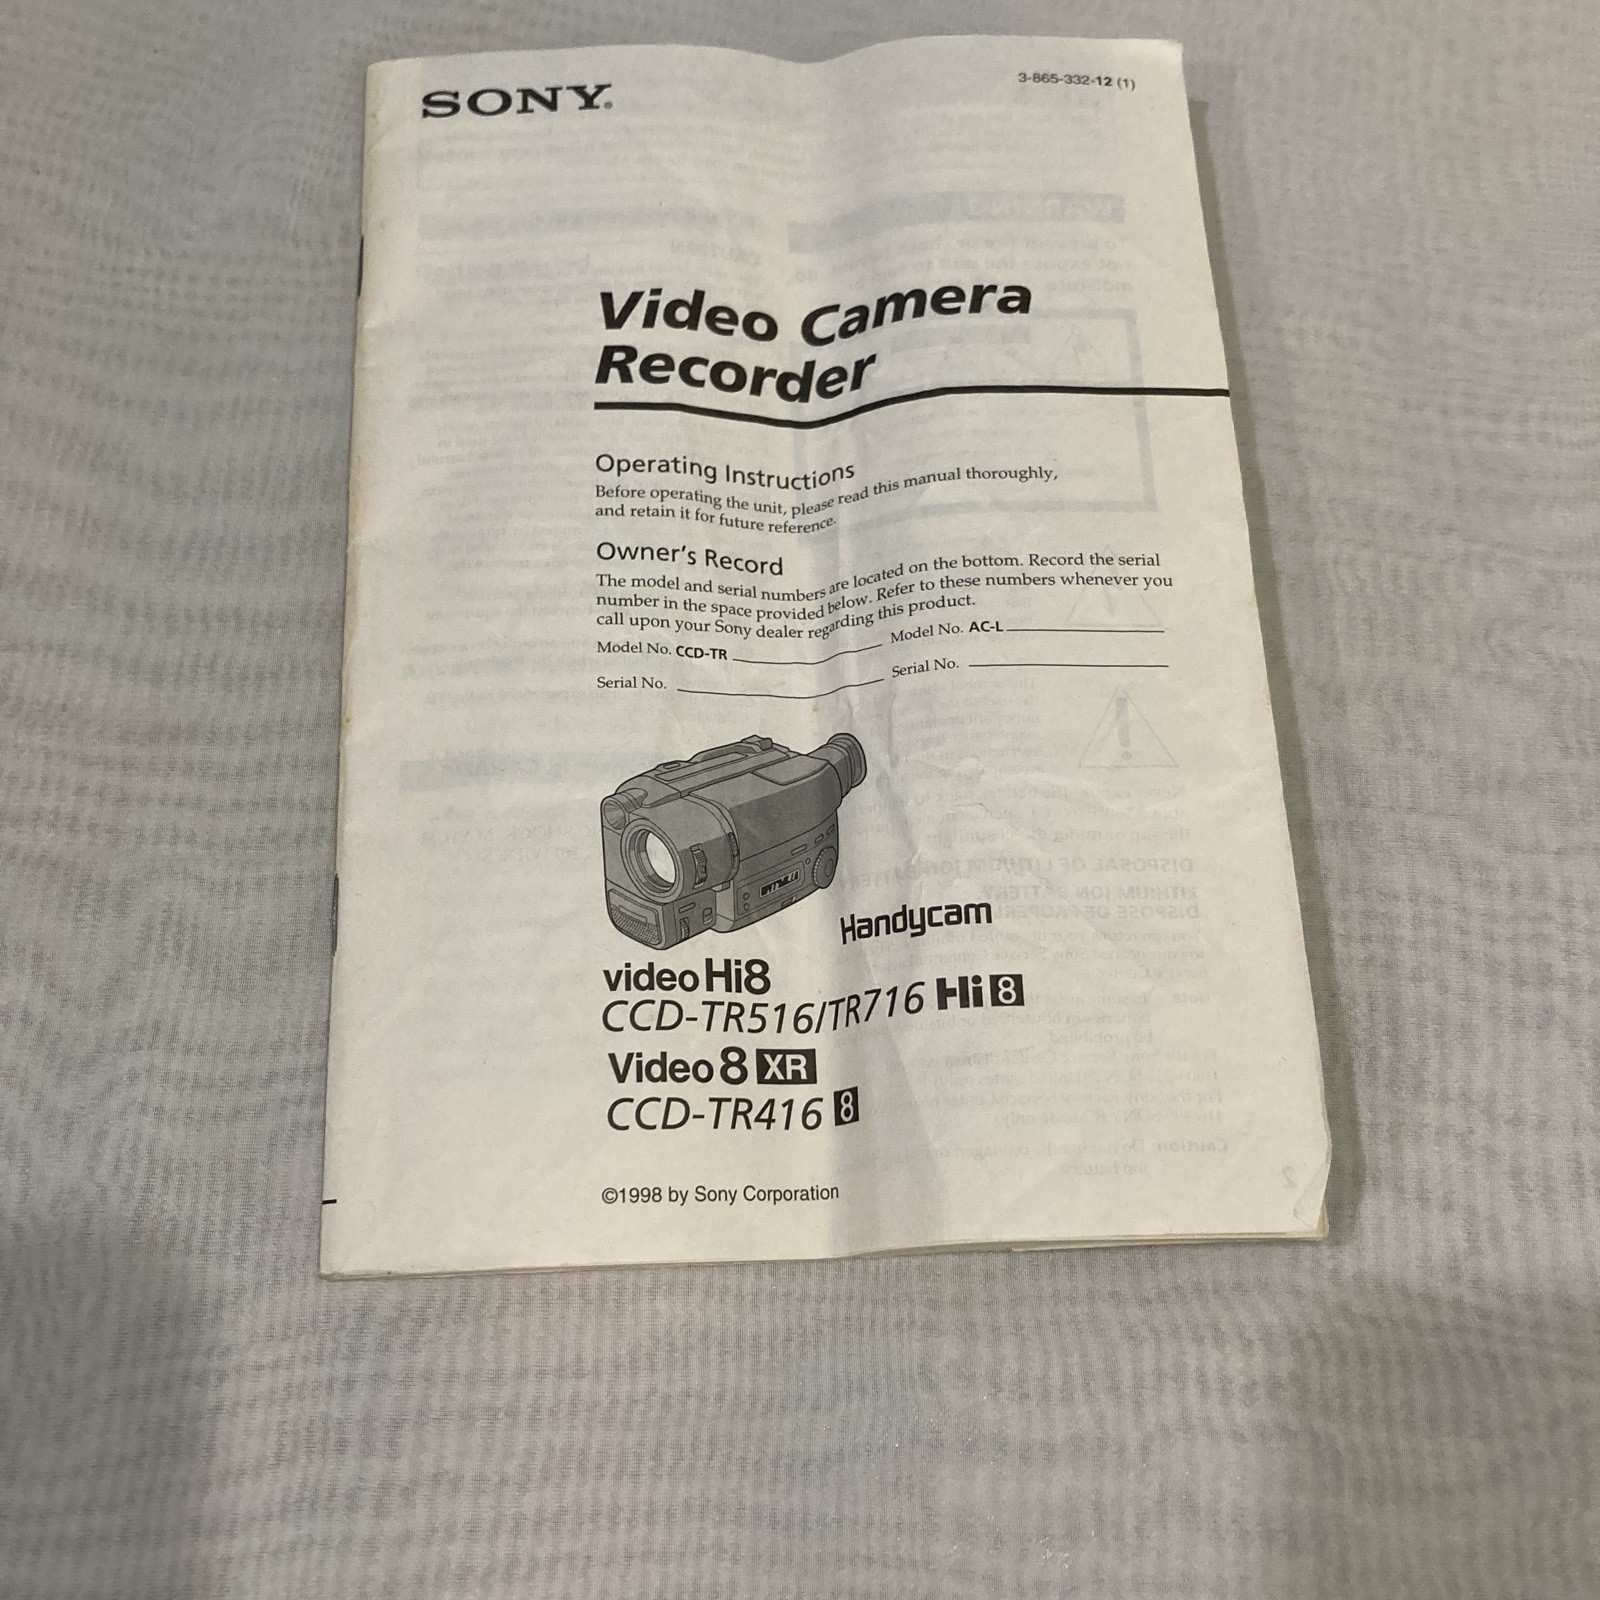 SONY®
3-865-332-12 (1)
Video Camera
Recorder
Operating Instructions
Before operating the unit, please read this manual thoroughly,
and retain it for future reference.
Owner's Record
The model and serial numbers are located on the bottom. Record the serial
number in the space provided below. Refer to these numbers whenever you
call upon your Sony dealer regarding this product.
Model No. CCD-TR Model No. AC-L
Serial No. Serial No.
Handycam
video Hi8
CCD-TR516/TR716 Hi8
Video 8 XR
CCD-TR416 8
©1998 by Sony Corporation